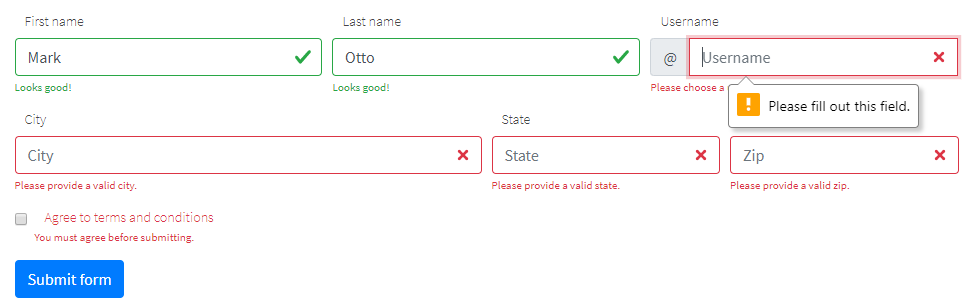 First name Last name Username
Mark Otto @ Username
Looks good! Looks good! Please choose a
Please fill out this field.
City State
City State Zip
Please provide a valid city. Please provide a valid state. Please provide a valid zip.
Agree to terms and conditions
You must agree before submitting.
Submit form